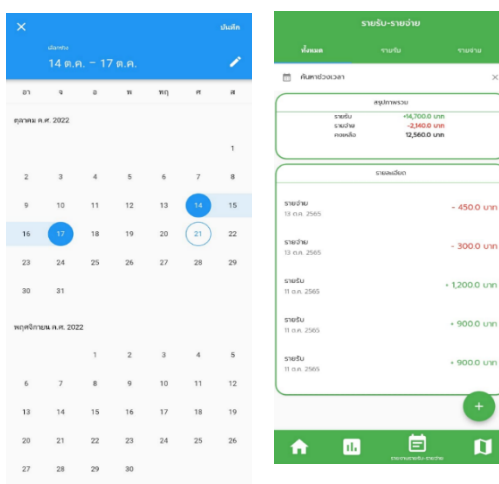 บันทึก
เลือกช่วง
14 ต.ค. – 17 ต.ค.
อา จ อ พ พฤ ศ ส
ตุลาคม ค.ศ. 2022
1
2 3 4 5 6 7 8
9 10 11 12 13 14 15
16 17 18 19 20 21 22
23 24 25 26 27 28 29
30 31
พฤศจิกายน ค.ศ. 2022
1 2 3 4 5
6 7 8 9 10 11 12
13 14 15 16 17 18 19
20 21 22 23 24 25 26
27 28 29 30
รายรับ-รายจ่าย
ทั้งหมด รายรับ รายจ่าย
ค้นหาช่วงเวลา
สรุปภาพรวม
รายรับ +14,700.0 บาท
รายจ่าย -2,140.0 บาท
คงเหลือ 12,560.0 บาท
รายละเอียด
รายจ่าย - 450.0 บาท
13 ต.ค. 2565
รายจ่าย - 300.0 บาท
13 ต.ค. 2565
รายรับ + 1,200.0 บาท
11 ต.ค. 2565
รายรับ + 900.0 บาท
11 ต.ค. 2565
รายรับ + 900.0 บาท
11 ต.ค. 2565